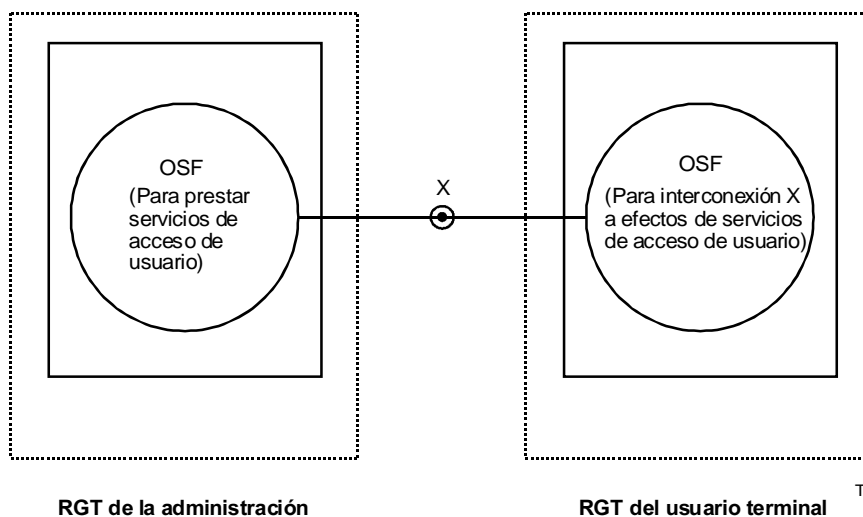 OSF
(Para prestar
servicios de
acceso de
usuario)
X
OSF
(Para interconexión X
a efectos de servicios
de acceso de usuario)
T
RGT de la administración
RGT del usuario terminal